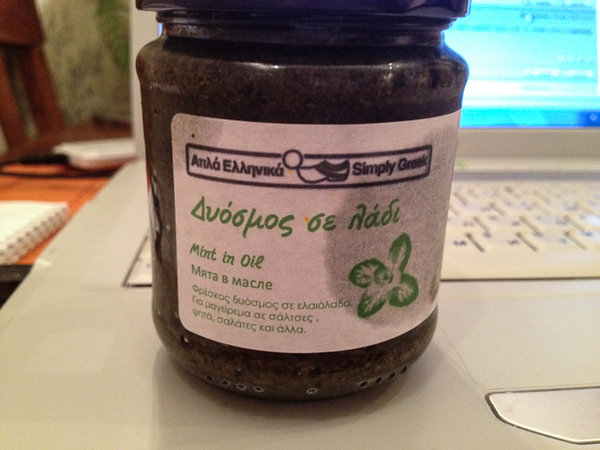 Απλά Ελληνικά Simply Greek
Δυόσμος σε λάδι
Mint in Oil
Мята в масле
Φρέσκος δυόσμος σε ελαιόλαδο.
Για μαγείρεμα σε σάλτσες ,
ψητά, σαλάτες και άλλα.